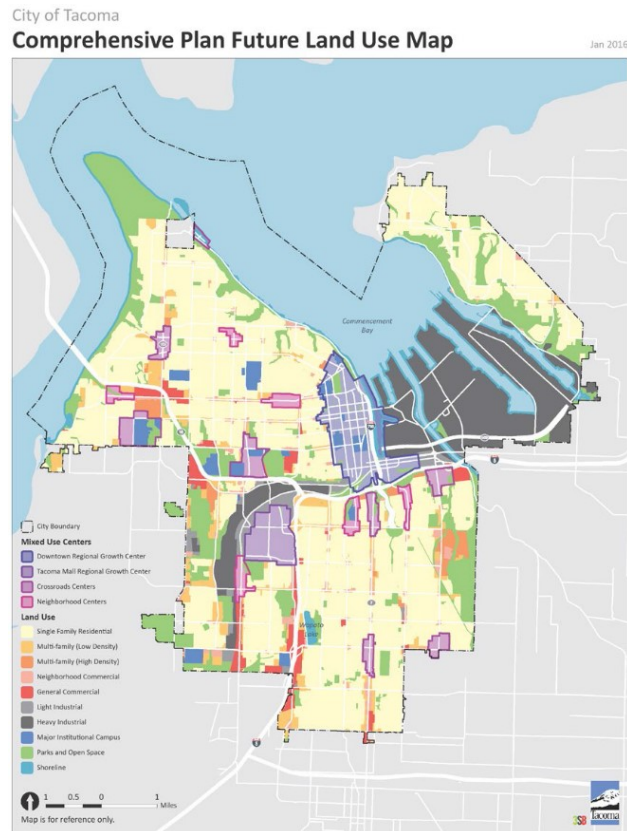 City of Tacoma
Comprehensive Plan Future Land Use Map
Jan 2016
Commencement
Bay
Wapato
Lake
City Boundary
Mixed Use Centers
Downtown Regional Growth Center
Tacoma Mall Regional Growth Center
Crossroads Centers
Neighborhood Centers
Land Use
Single Family Residential
Multi-family (Low Density)
Multi-family (High Density)
Neighborhood Commercial
General Commercial
Light Industrial
Heavy Industrial
Major Institutional Campus
Parks and Open Space
Shoreline
1 0.5 0 1
Miles
Map is for reference only.
3SB
Tacoma